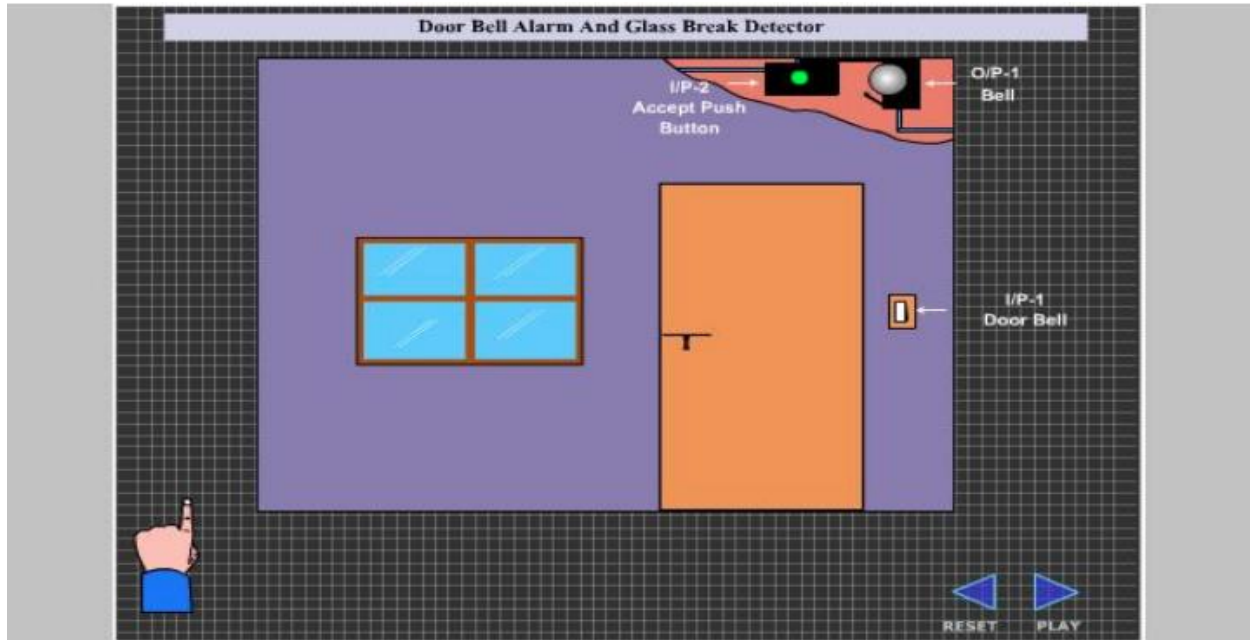 Door Bell Alarm And Glass Break Detector
I/P-2
Accept Push
Button
O/P-1
Bell
I/P-1
Door Bell
RESET
PLAY